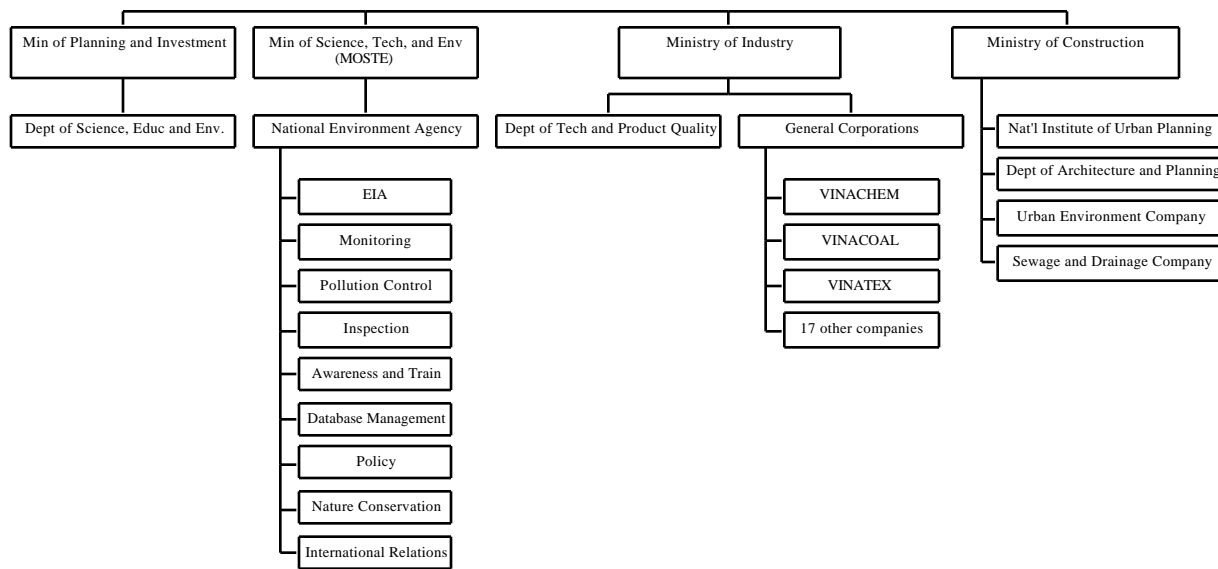 Min of Planning and Investment
Min of Science, Tech, and Env
(MOSTE)
Ministry of Industry
Ministry of Construction
Dept of Science, Educ and Env.
National Environment Agency
Dept of Tech and Product Quality
General Corporations
Nat'l Institute of Urban Planning
Dept of Architecture and Planning
Urban Environment Company
Sewage and Drainage Company
EIA
Monitoring
Pollution Control
Inspection
Awareness and Train
Database Management
Policy
Nature Conservation
International Relations
VINACHEM
VINACOAL
VINATEX
17 other companies